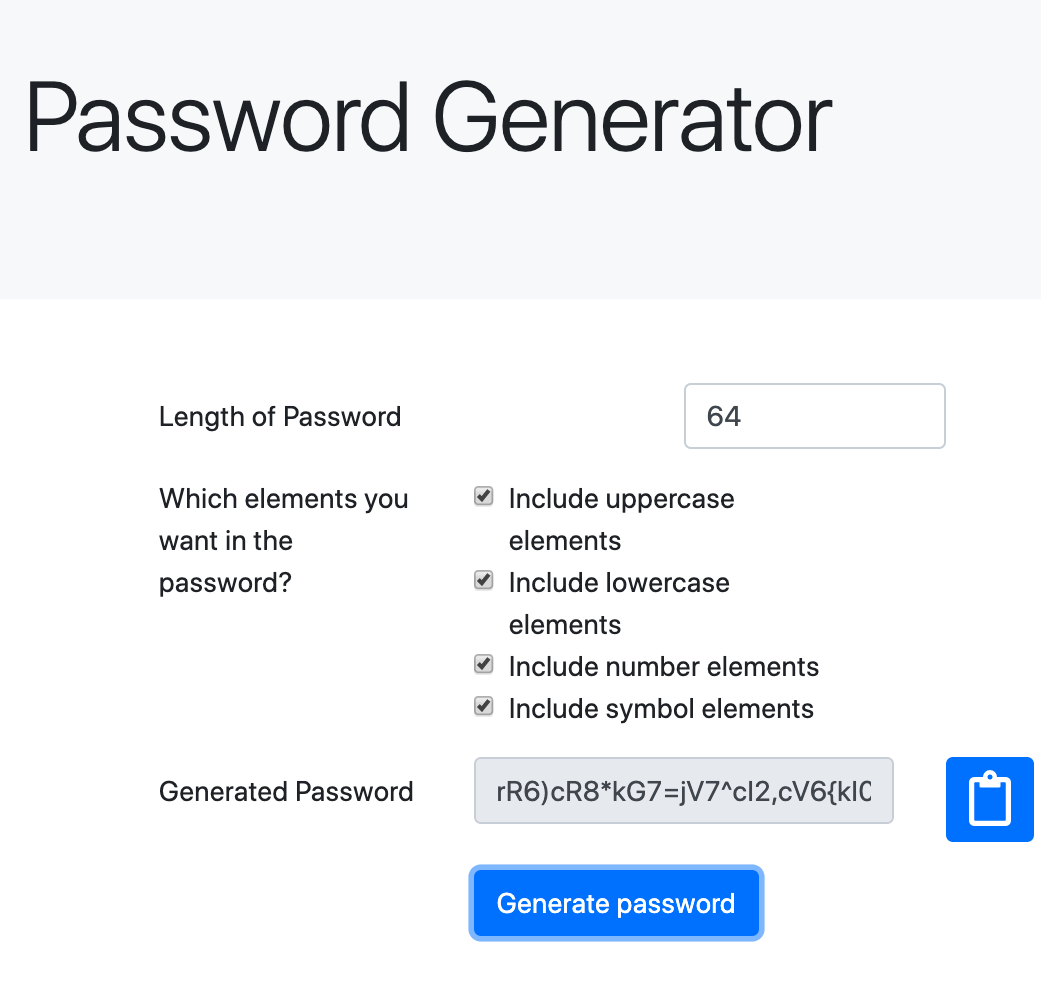 Password Generator
Length of Password
64
Which elements you
want in the
password?
Include uppercase
elements
Include lowercase
elements
Include number elements
Include symbol elements
Generated Password
rR6)cR8*kG7=jV7^cI2,cV6{kI
Generate password